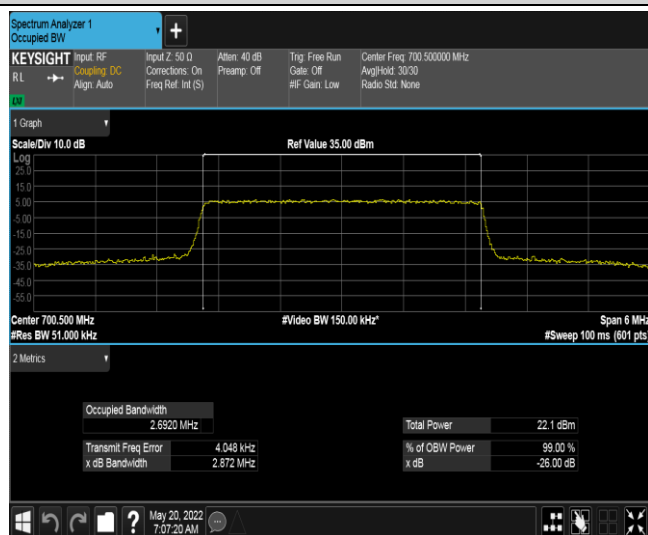 Spectrum Analyzer 1
Occupied BW
+
KEYSIGHT
RL
Input: RF
Coupling: DC
Align: Auto
Input Z: 50 Ω
Corrections: On
Freq Ref: Int (S)
Atten: 40 dB
Preamp: Off
Trig: Free Run
Gate: Off
#IF Gain: Low
Center Freq: 700.500000 MHz
Avg|Hold: 30/30
Radio Std: None
1 Graph
Scale/Div 10.0 dB
Ref Value 35.00 dBm
Log
25.0
15.0
5.00
-5.00
-15.0
-25.0
-35.0
-45.0
-55.0
Center 700.500 MHz
#Video BW 150.00 kHz*
Span 6 MHz
#Res BW 51.000 kHz
#Sweep 100 ms (601 pts)
2 Metrics
Occupied Bandwidth
2.6920 MHz
Total Power 22.1 dBm
Transmit Freq Error 4.048 kHz
% of OBW Power 99.00 %
x dB Bandwidth 2.872 MHz
x dB -26.00 dB
?
May 20, 2022
7:07:20 AM